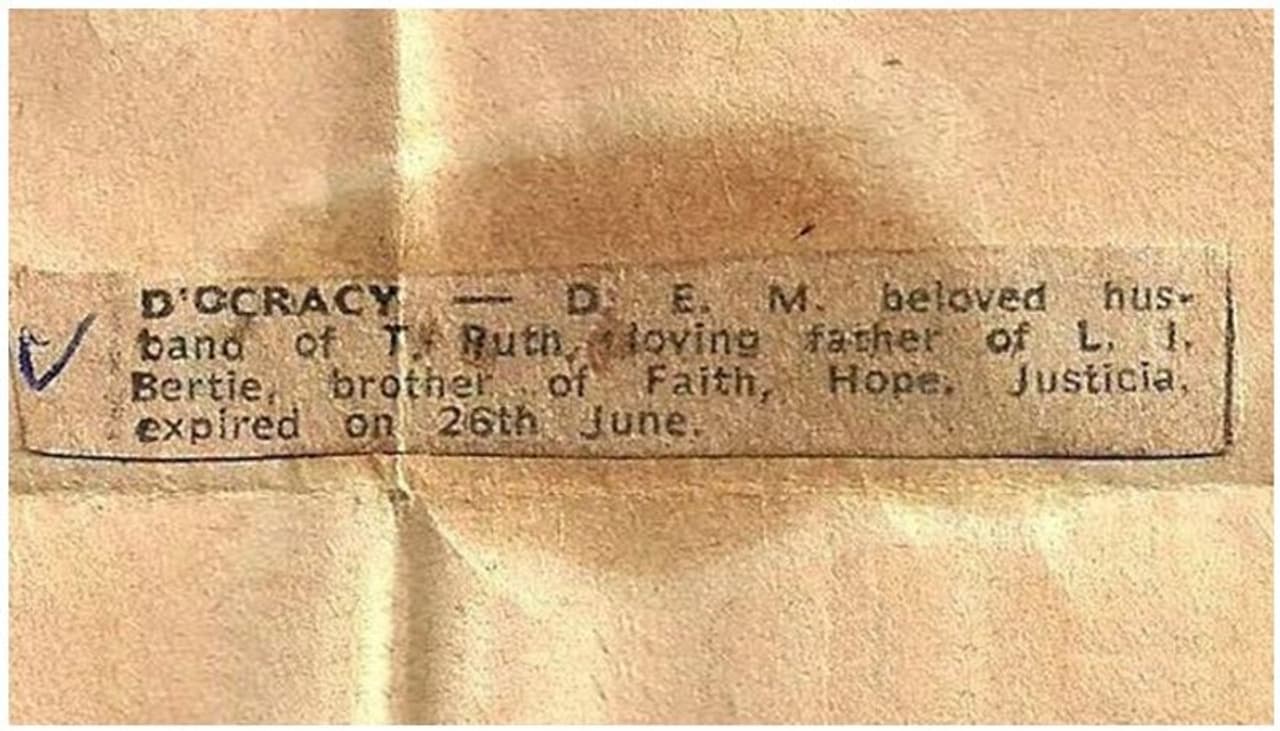 D'OCRACY — D. E. M. beloved hus-
band of T. Ruth, loving father of L. I.
Bertie, brother of Faith, Hope, Justicia,
expired on 26th June.